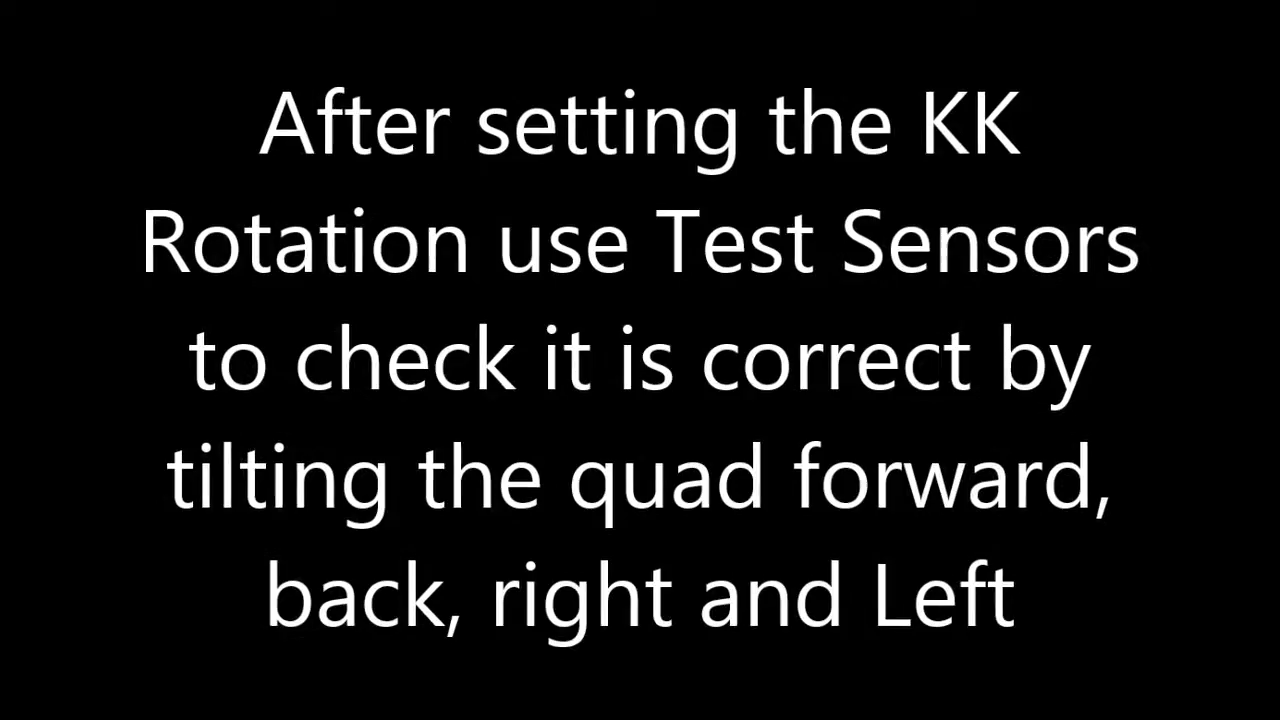 After setting the KK
Rotation use Test Sensors
to check it is correct by
tilting the quad forward,
back, right and Left